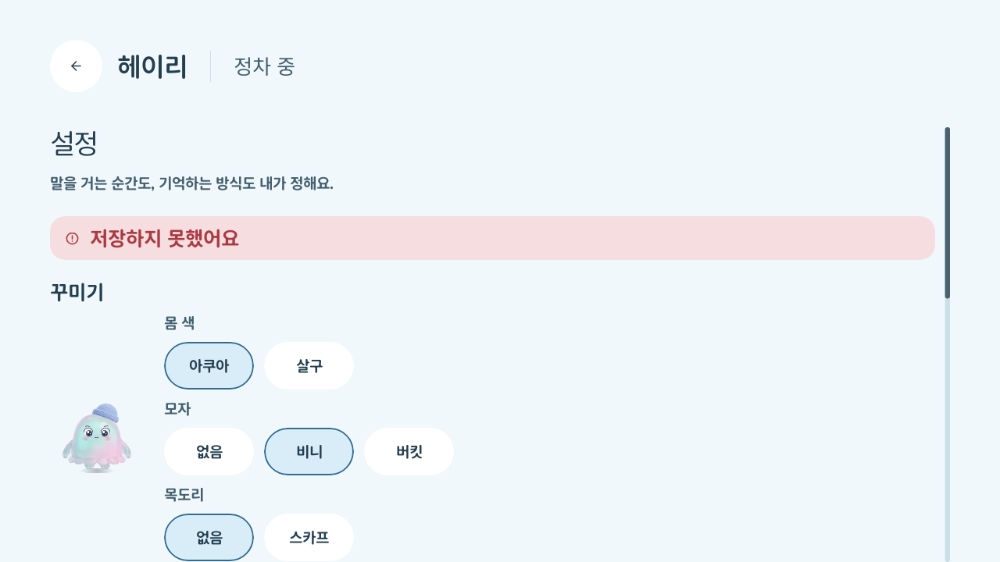 헤이리
정차 중
설정
말을 거는 순간도, 기억하는 방식도 내가 정해요.
저장하지 못했어요
꾸미기
몸 색
아쿠아
살구
모자
없음
비니
버킷
목도리
없음
스카프